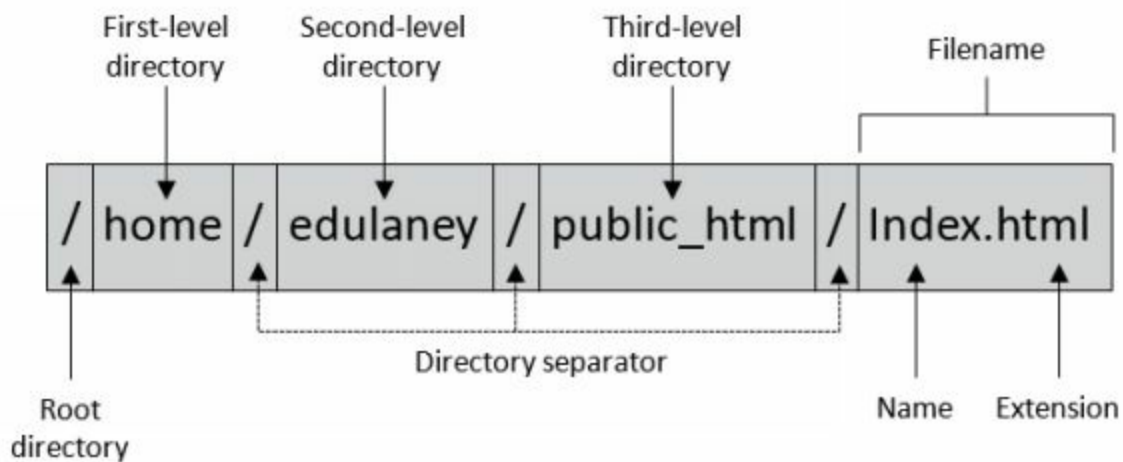 First-level
directory
Second-level
directory
Third-level
directory
Filename
/ home / edulaney / public_html / Index.html
Directory separator
Root
directory
Name
Extension